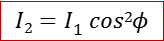 I₂ = I₁ cos²ϕ